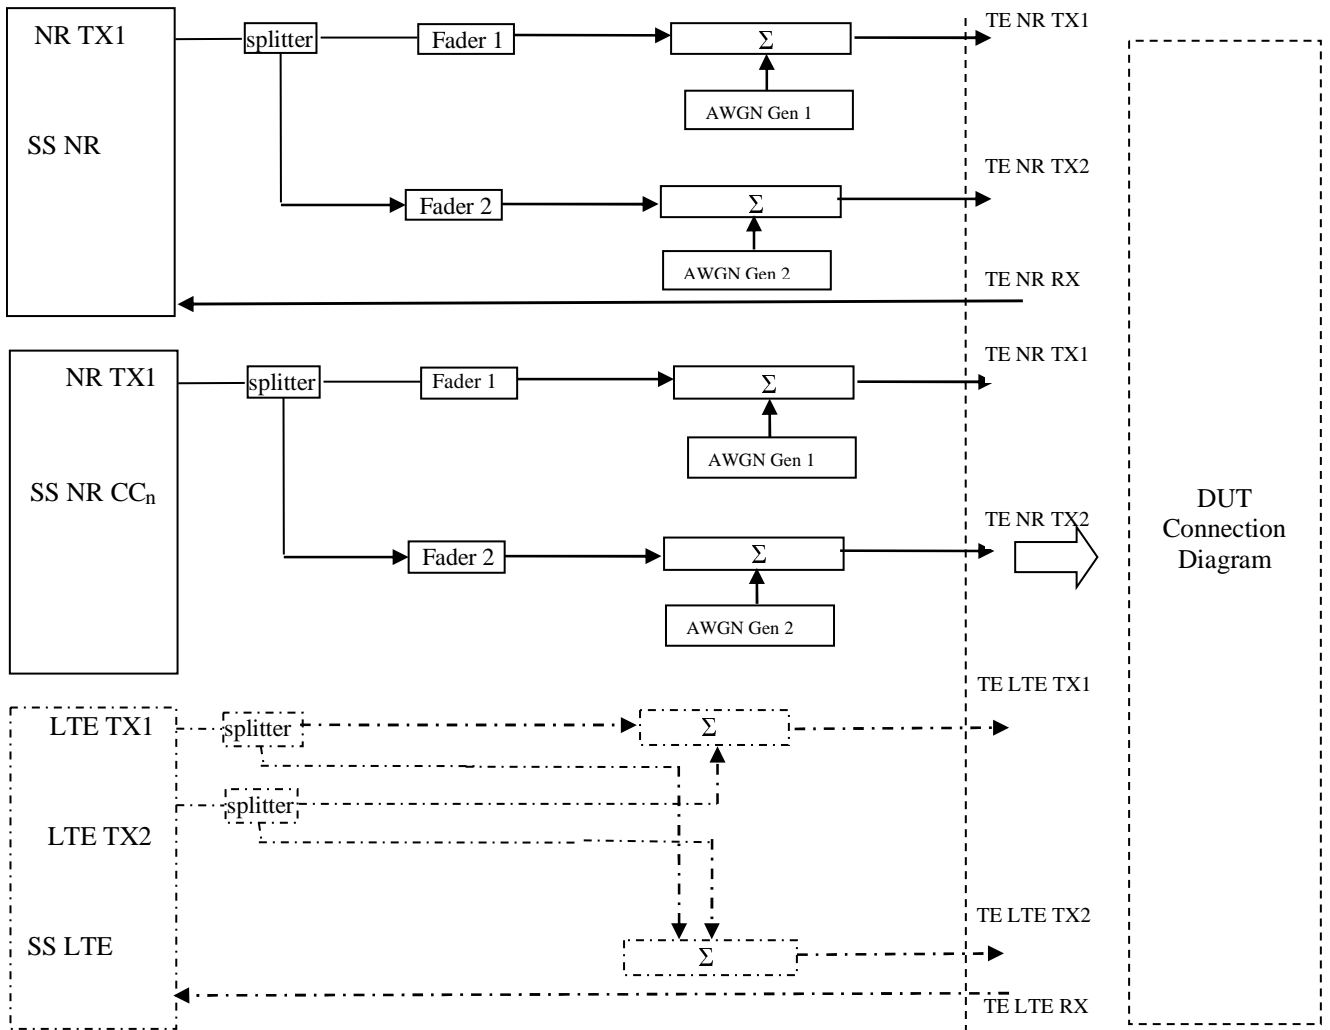 NR TX1
splitter
Fader 1
Σ
TE NR TX1
AWGN Gen 1
SS NR
TE NR TX2
Fader 2
Σ
AWGN Gen 2
TE NR RX
NR TX1
splitter
Fader 1
Σ
TE NR TX1
AWGN Gen 1
SS NR CCn
DUT
Connection
Diagram
TE NR TX2
Fader 2
Σ
AWGN Gen 2
TE LTE TX1
LTE TX1
splitter
Σ
splitter
LTE TX2
TE LTE TX2
SS LTE
Σ
TE LTE RX